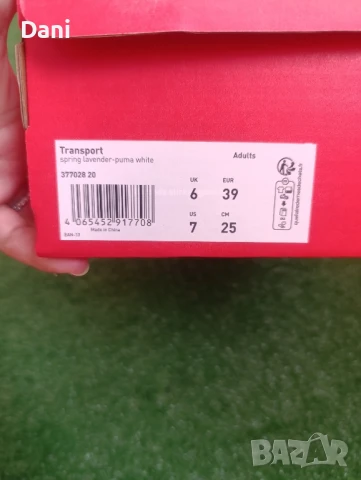 Dani
Transport
spring lavender-puma white
Adults
377028 20
UK EUR
6 39
US CM
7 25
4 065452 917708
Made in China
BAZAR